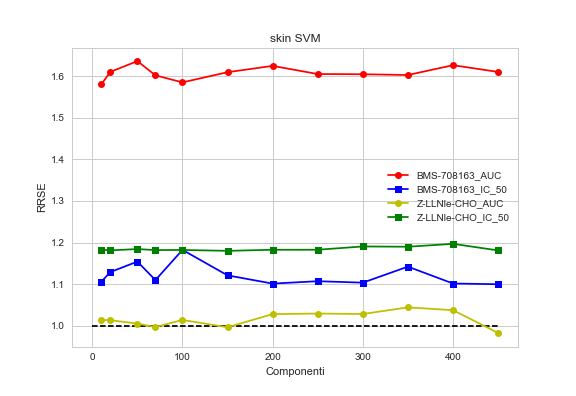 skin SVM
1.6
1.5
1.4
1.3
1.2
1.1
1.0
RRSE
BMS-708163_AUC
BMS-708163_IC_50
Z-LLNle-CHO_AUC
Z-LLNle-CHO_IC_50
0 100 200 300 400
Componenti